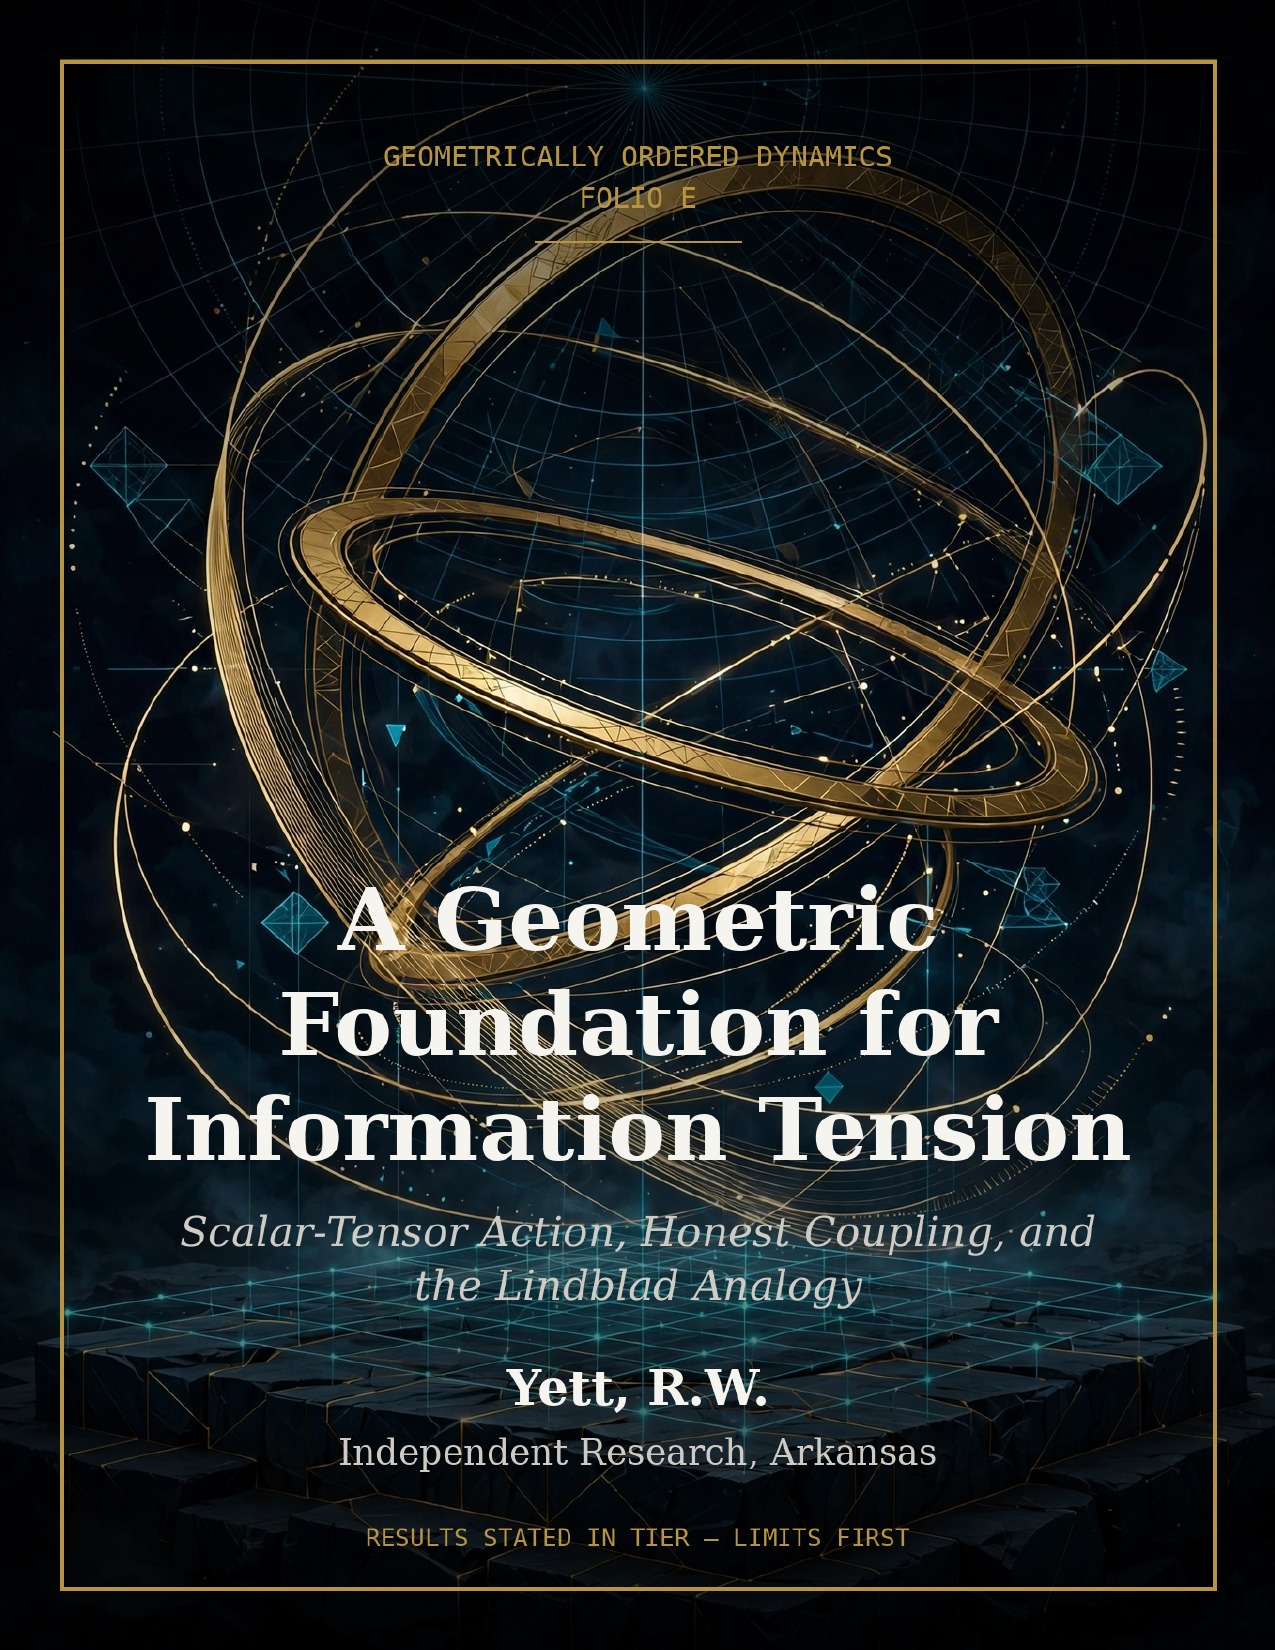 GEOMETRICALLY ORDERED DYNAMICS
FOLIO E
A Geometric
Foundation for
Information Tension
Scalar-Tensor Action, Honest Coupling, and
the Lindblad Analogy
Yett, R.W.
Independent Research, Arkansas
RESULTS STATED IN TIER — LIMITS FIRST